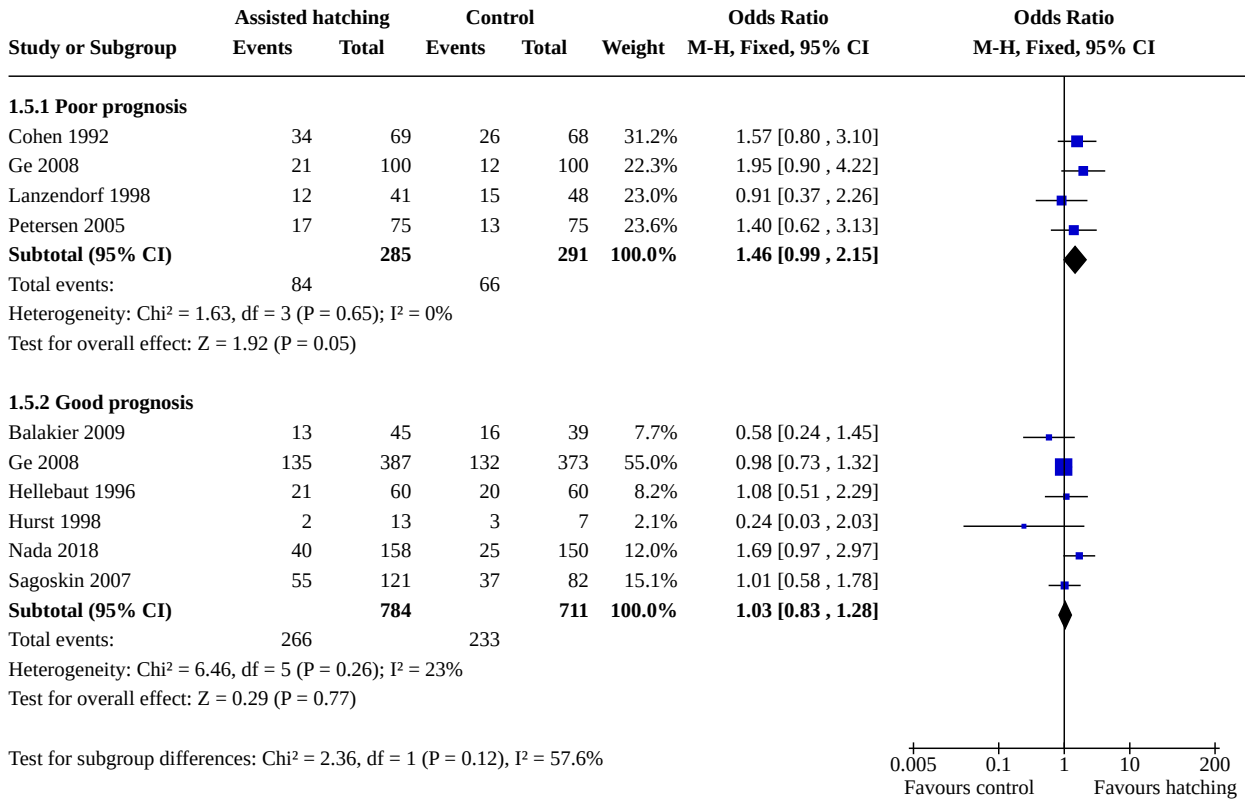 Assisted hatching Control Odds Ratio Odds Ratio
Study or Subgroup Events Total Events Total Weight M-H, Fixed, 95% CI M-H, Fixed, 95% CI
1.5.1 Poor prognosis
Cohen 1992 34 69 26 68 31.2% 1.57 [0.80 , 3.10]
Ge 2008 21 100 12 100 22.3% 1.95 [0.90 , 4.22]
Lanzendorf 1998 12 41 15 48 23.0% 0.91 [0.37 , 2.26]
Petersen 2005 17 75 13 75 23.6% 1.40 [0.62 , 3.13]
Subtotal (95% CI) 285 291 100.0% 1.46 [0.99 , 2.15]
Total events: 84 66
Heterogeneity: Chi² = 1.63, df = 3 (P = 0.65); I² = 0%
Test for overall effect: Z = 1.92 (P = 0.05)
1.5.2 Good prognosis
Balakier 2009 13 45 16 39 7.7% 0.58 [0.24 , 1.45]
Ge 2008 135 387 132 373 55.0% 0.98 [0.73 , 1.32]
Hellebaut 1996 21 60 20 60 8.2% 1.08 [0.51 , 2.29]
Hurst 1998 2 13 3 7 2.1% 0.24 [0.03 , 2.03]
Nada 2018 40 158 25 150 12.0% 1.69 [0.97 , 2.97]
Sagoskin 2007 55 121 37 82 15.1% 1.01 [0.58 , 1.78]
Subtotal (95% CI) 784 711 100.0% 1.03 [0.83 , 1.28]
Total events: 266 233
Heterogeneity: Chi² = 6.46, df = 5 (P = 0.26); I² = 23%
Test for overall effect: Z = 0.29 (P = 0.77)
Test for subgroup differences: Chi² = 2.36, df = 1 (P = 0.12), I² = 57.6%
0.005 0.1 1 10 200
Favours control Favours hatching